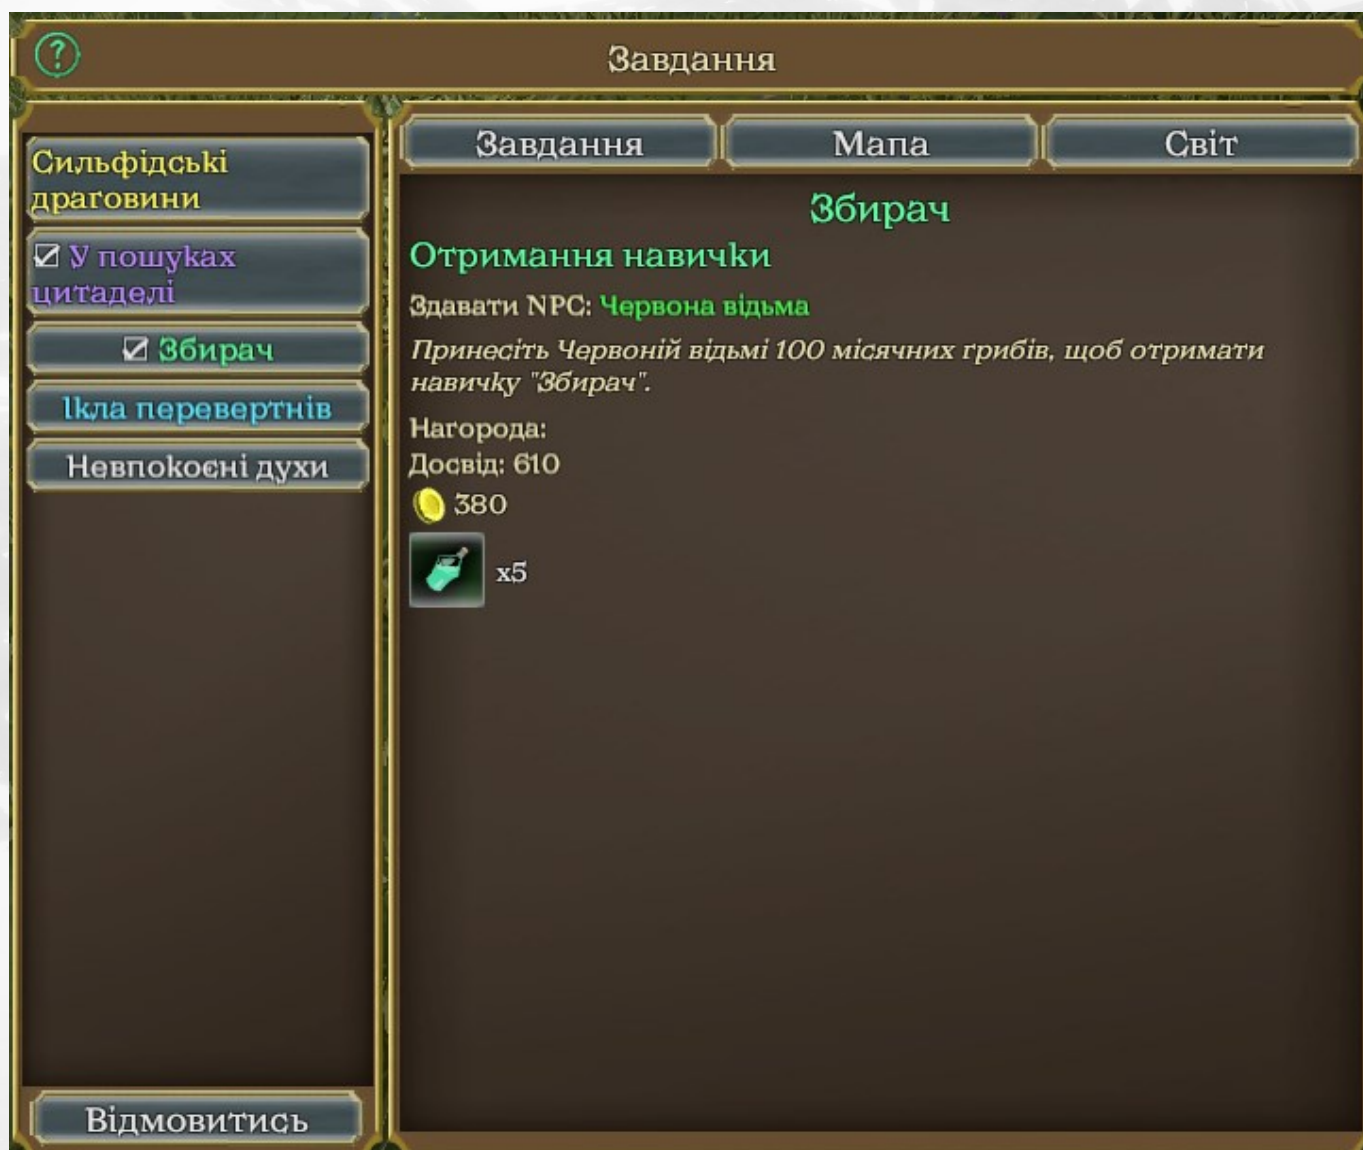 ?
Завдання
Сильфідські
драговини
У пошуках
цитаделі
Збирач
Ікла перевертнів
Невпокоєні духи
Відмовитись
Завдання
Мапа
Світ
Збирач
Отримання навички
Здавати NPC: Червона відьма
Принесіть Червоній відьмі 100 місячних грибів, щоб отримати
навичку "Збирач".
Нагорода:
Досвід: 610
380
x5